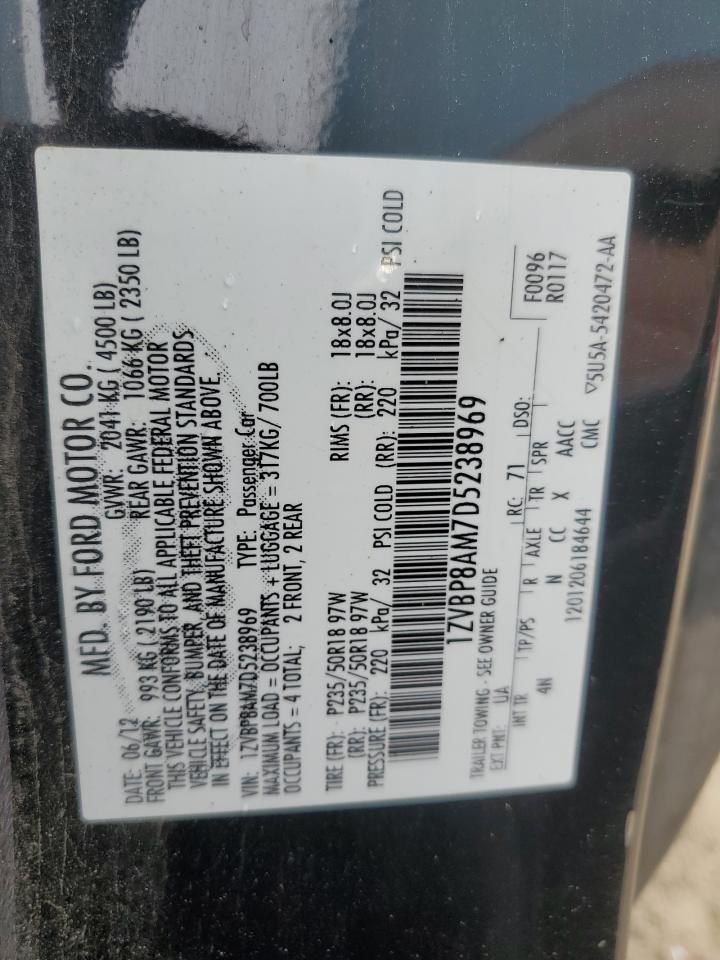 MFD. BY FORD MOTOR CO.
DATE: 06/12 GVWR: 2041 KG ( 4500 LB)
FRONT GAWR: 993 KG ( 2190 LB) REAR GAWR: 1066 KG ( 2350 LB)
THIS VEHICLE CONFORMS TO ALL APPLICABLE FEDERAL MOTOR
VEHICLE SAFETY, BUMPER, AND THEFT PREVENTION STANDARDS
IN EFFECT ON THE DATE OF MANUFACTURE SHOWN ABOVE.
VIN: 1ZVBP8AM7D5238969 TYPE: Passenger Car
MAXIMUM LOAD = OCCUPANTS + LUGGAGE = 317KG/ 700LB
OCCUPANTS = 4 TOTAL; 2 FRONT, 2 REAR
TIRE (FR): P235/50R18 97W RIMS (FR): 18x8.0J
(RR): P235/50R18 97W (RR): 18x8.0J
PRESSURE (FR): 220 kPa/ 32 PSI COLD (RR): 220 kPa/ 32 PSI COLD
1ZVBP8AM7D5238969
TRAILER TOWING - SEE OWNER GUIDE
EXT PNT: UA RC: 71 DSO: F0096
R0117
INT TR TP/PS R AXLE TR SPR
4N N CC X AACC
1201206184644 CMC
▽5U5A-5420472-AA